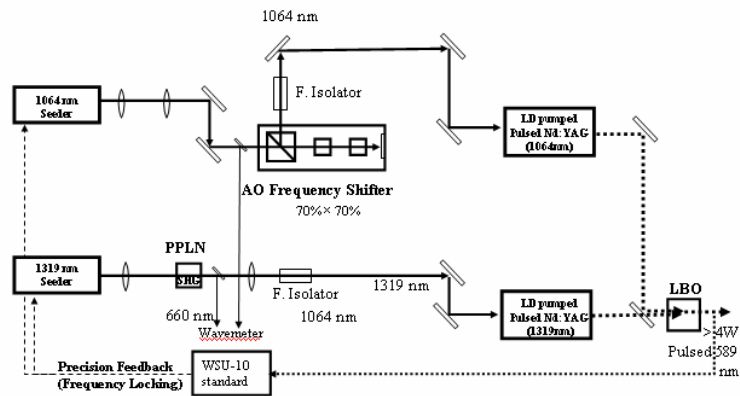 1064 nm
1064 nm
Seeder
F. Isolator
LD pumped
Pulsed Nd: YAG
(1064nm)
AO Frequency Shifter
70%× 70%
PPLN
SHG
1319 nm
Seeder
F. Isolator
1319 nm
1064 nm
660 nm
Wavemeter
LD pumped
Pulsed Nd: YAG
(1319nm)
LBO
> 4W
Pulsed 589
nm
Precision Feedback
(Frequency Locking)
WSU-10
standard